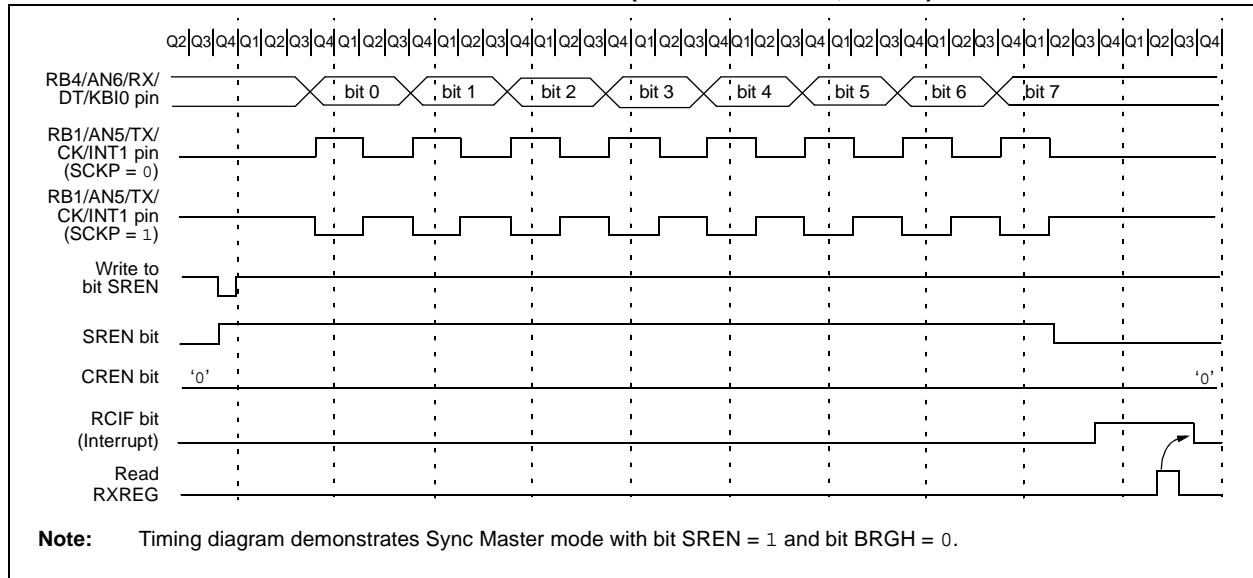 Q2 Q3 Q4 Q1 Q2 Q3 Q4 Q1 Q2 Q3 Q4 Q1 Q2 Q3 Q4 Q1 Q2 Q3 Q4 Q1 Q2 Q3 Q4 Q1 Q2 Q3 Q4 Q1 Q2 Q3 Q4 Q1 Q2 Q3 Q4 Q1 Q2 Q3 Q4 Q1 Q2 Q3 Q4
RB4/AN6/RX/
DT/KBI0 pin
bit 0 bit 1 bit 2 bit 3 bit 4 bit 5 bit 6 bit 7
RB1/AN5/TX/
CK/INT1 pin
(SCKP = 0)
RB1/AN5/TX/
CK/INT1 pin
(SCKP = 1)
Write to
bit SREN
SREN bit
CREN bit ‘0’ ‘0’
RCIF bit
(Interrupt)
Read
RXREG
Note: Timing diagram demonstrates Sync Master mode with bit SREN = 1 and bit BRGH = 0.